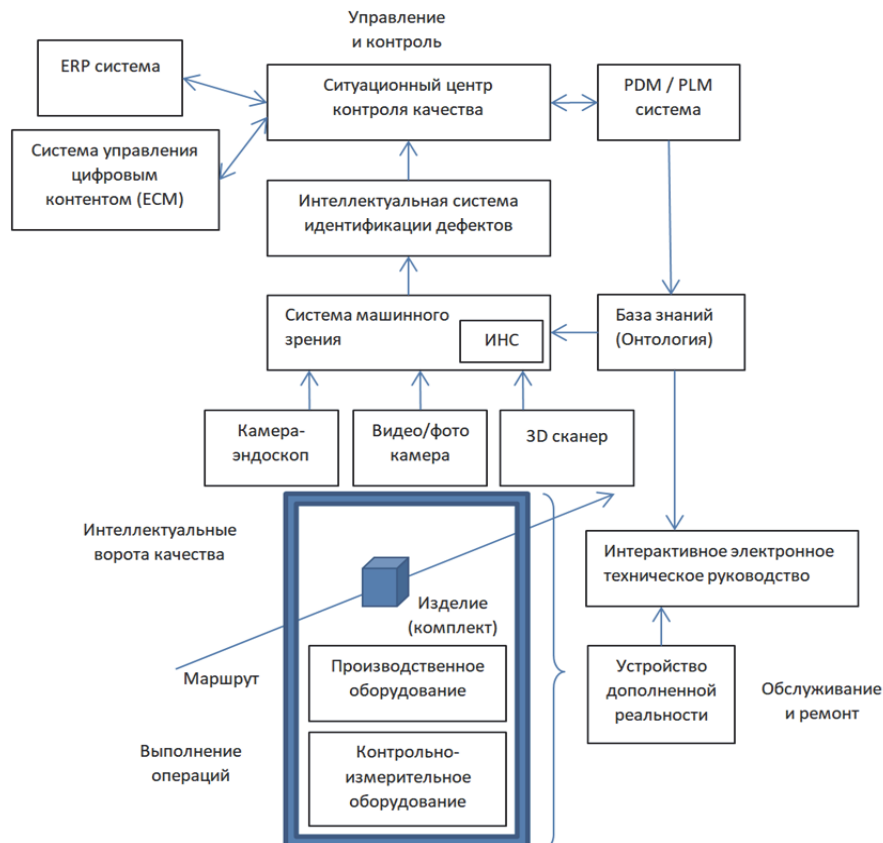 Управление
и контроль
ERP система
Ситуационный центр
контроля качества
PDM / PLM
система
Система управления
цифровым
контентом (ECM)
Интеллектуальная система
идентификации дефектов
Система машинного
зрения
ИНС
База знаний
(Онтология)
Камера-
эндоскоп
Видео/фото
камера
3D сканер
Интеллектуальные
ворота качества
Интерактивное электронное
техническое руководство
Изделие
(комплект)
Маршрут
Производственное
оборудование
Устройство
дополненной
реальности
Обслуживание
и ремонт
Выполнение
операций
Контрольно-
измерительное
оборудование